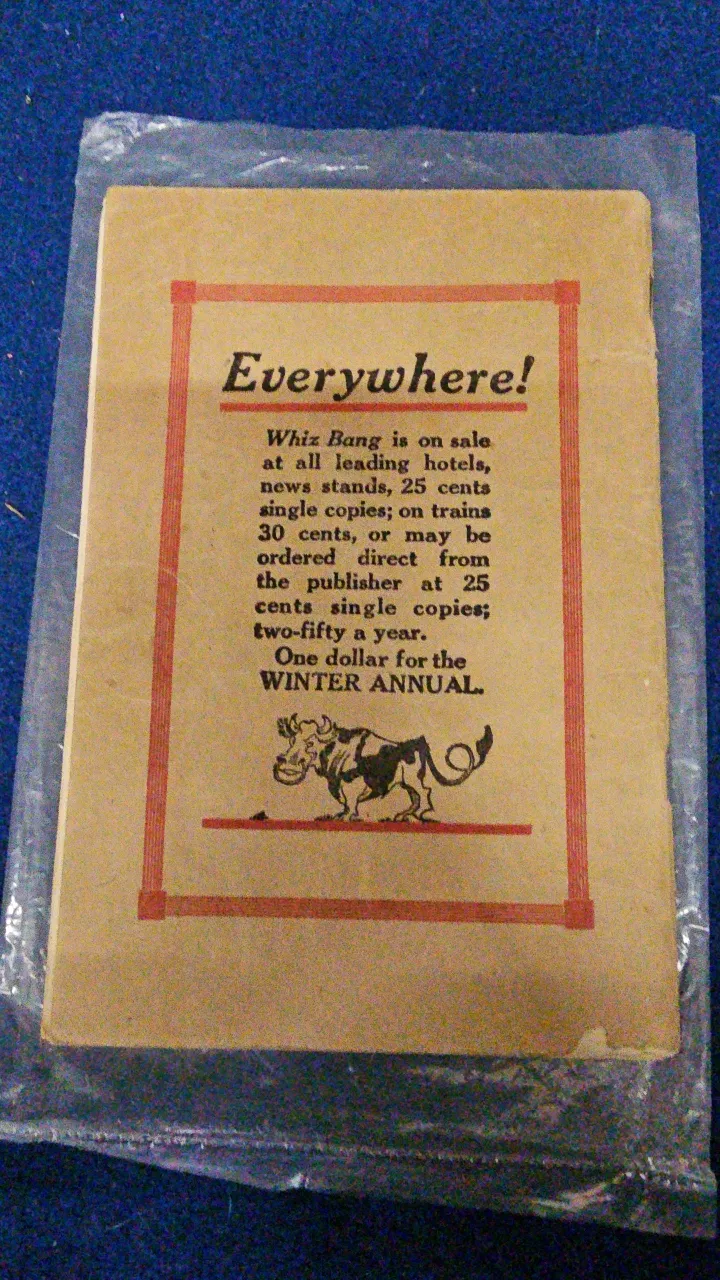 Everywhere!
Whiz Bang is on sale
at all leading hotels,
news stands, 25 cents
single copies; on trains
30 cents, or may be
ordered direct from
the publisher at 25
cents single copies;
two-fifty a year.
One dollar for the
WINTER ANNUAL.